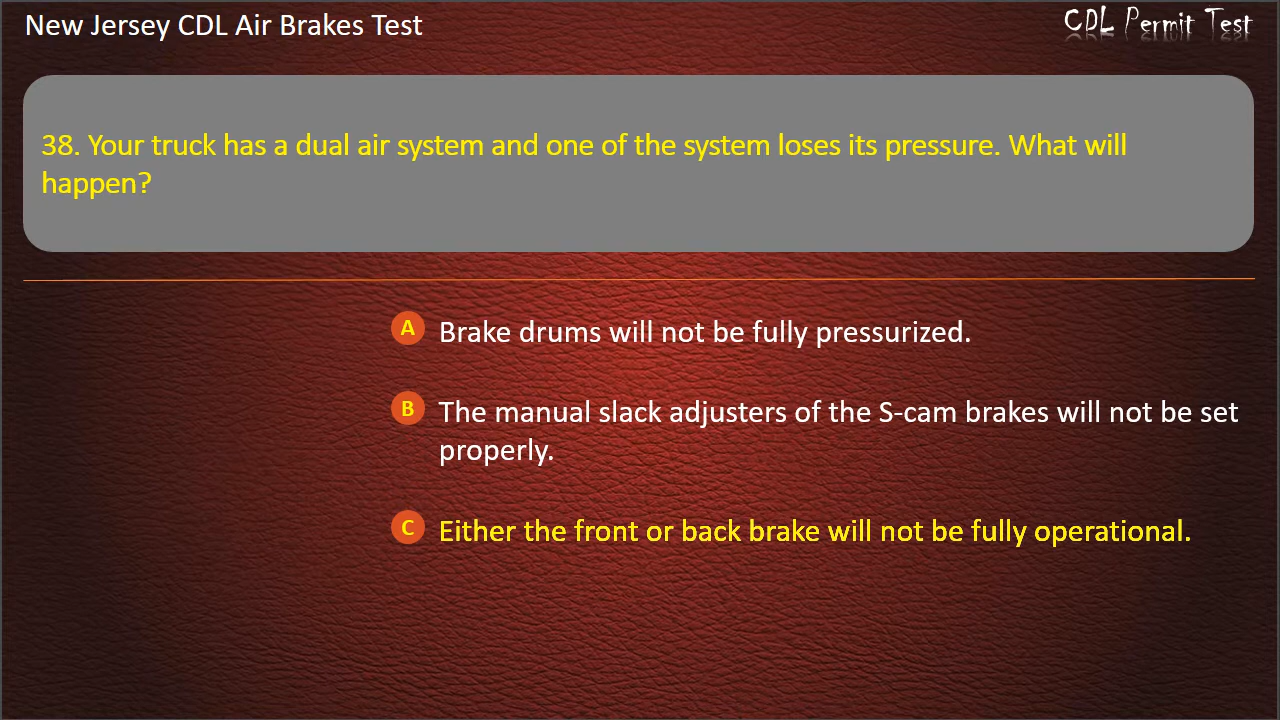 New Jersey CDL Air Brakes Test
CDL Permit Test
38. Your truck has a dual air system and one of the system loses its pressure. What will
happen?
A Brake drums will not be fully pressurized.
B The manual slack adjusters of the S-cam brakes will not be set
properly.
C Either the front or back brake will not be fully operational.